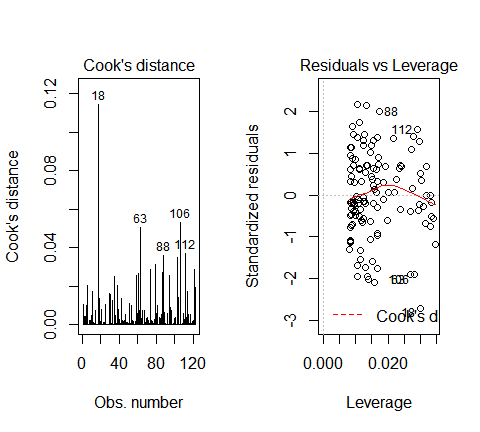 Cook's distance
Cook's distance
0.00 0.04 0.08 0.12
18
63
106
88
112
0 40 80 120
Obs. number
Residuals vs Leverage
Standardized residuals
-3 -2 -1 0 1 2
88
112
Cook's d
0.000 0.020
Leverage